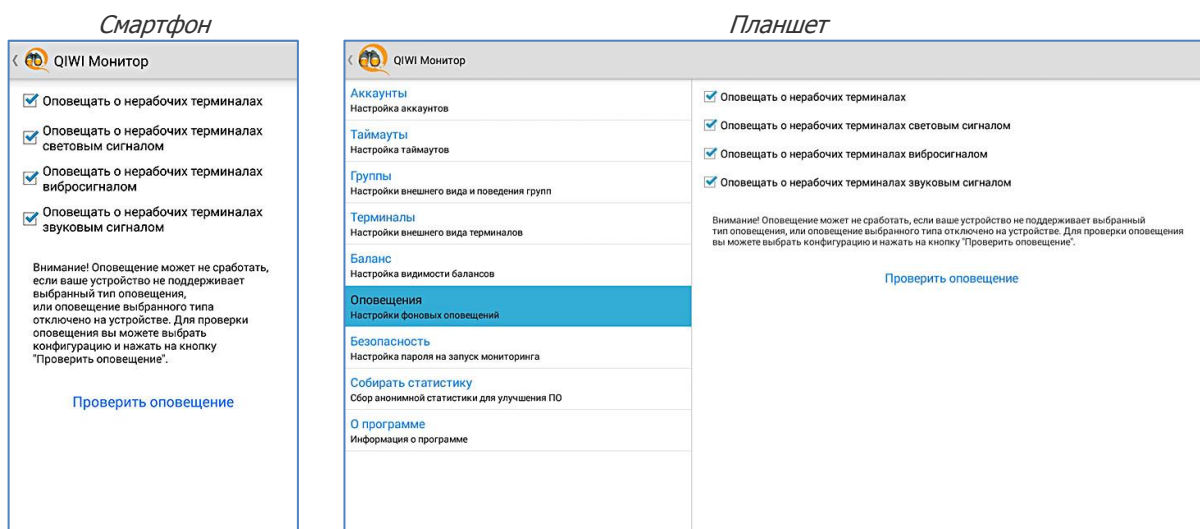 Смартфон
QIWI Монитор
Оповещать о нерабочих терминалах
Оповещать о нерабочих терминалах
световым сигналом
Оповещать о нерабочих терминалах
вибросигналом
Оповещать о нерабочих терминалах
звуковым сигналом
Внимание! Оповещение может не сработать,
если ваше устройство не поддерживает
выбранный тип оповещения,
или оповещение выбранного типа
отключено на устройстве. Для проверки
оповещения вы можете выбрать
конфигурацию и нажать на кнопку
"Проверить оповещение".
Проверить оповещение
Планшет
QIWI Монитор
Аккаунты
Настройка аккаунтов
Таймауты
Настройка таймаутов
Группы
Настройки внешнего вида и поведения групп
Терминалы
Настройки внешнего вида терминалов
Баланс
Настройка видимости балансов
Оповещения
Настройки фоновых оповещений
Безопасность
Настройка пароля на запуск мониторинга
Собирать статистику
Сбор анонимной статистики для улучшения ПО
О программе
Информация о программе
Оповещать о нерабочих терминалах
Оповещать о нерабочих терминалах световым сигналом
Оповещать о нерабочих терминалах вибросигналом
Оповещать о нерабочих терминалах звуковым сигналом
Внимание! Оповещение может не сработать, если ваше устройство не поддерживает выбранный
тип оповещения, или оповещение выбранного типа отключено на устройстве. Для проверки оповещения
вы можете выбрать конфигурацию и нажать на кнопку "Проверить оповещение".
Проверить оповещение